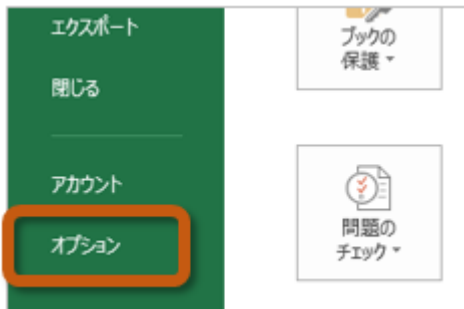 エクスポート
閉じる
アカウント
オプション
ブックの
保護
問題の
チェック